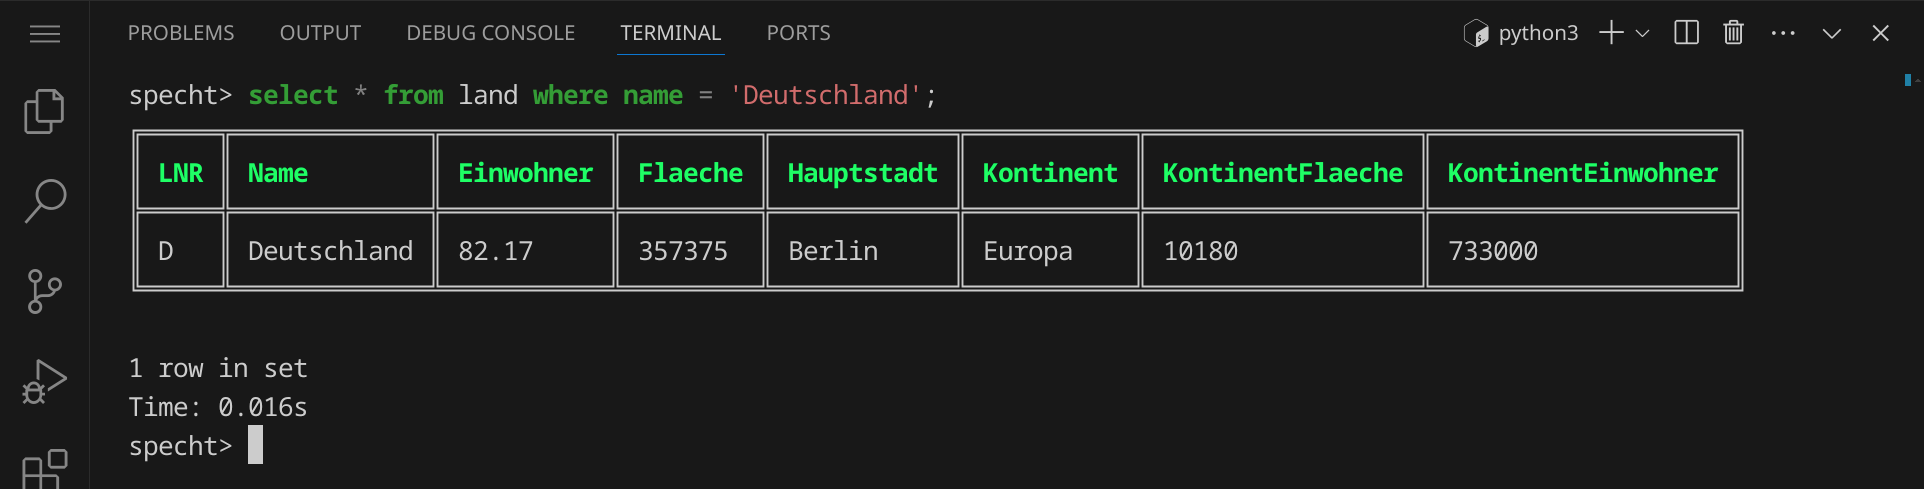 PROBLEMS OUTPUT DEBUG CONSOLE TERMINAL PORTS python3
specht> select * from land where name = 'Deutschland';
LNR Name Einwohner Flaeche Hauptstadt Kontinent KontinentFlaeche KontinentEinwohner
D Deutschland 82.17 357375 Berlin Europa 10180 733000
1 row in set
Time: 0.016s
specht>